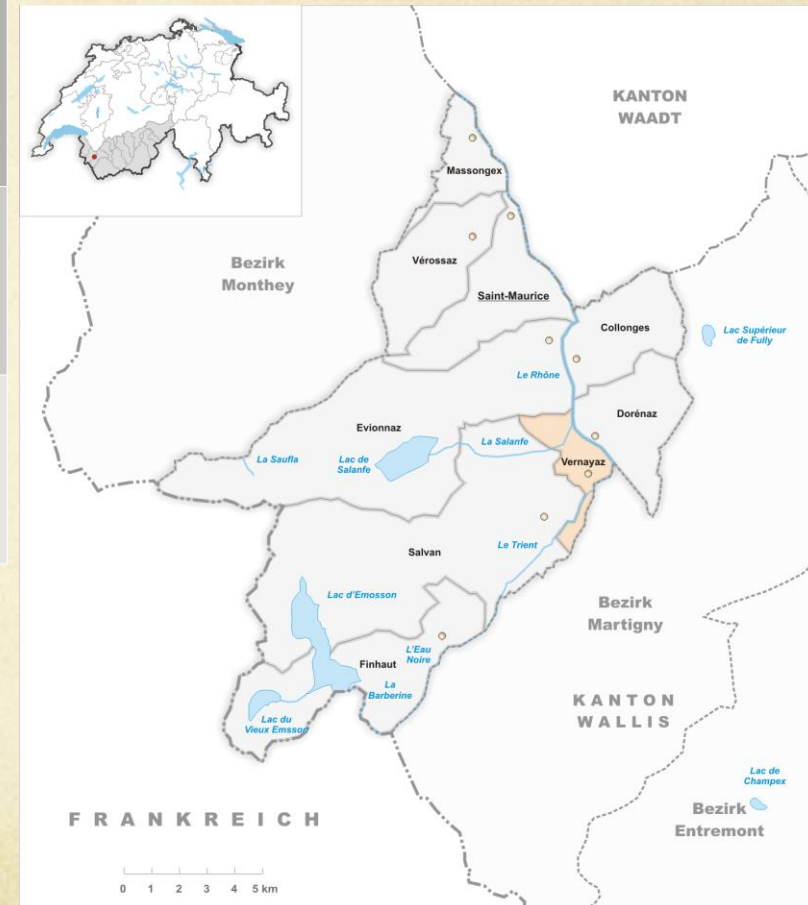 KANTON
WAADT
Massongex
Bezirk
Monthey
Vérossaz
Saint-Maurice
Collonges
Lac Supérieur
de Fully
Le Rhône
Evionnaz
Dorénaz
La Salanfe
La Saufla
Lac de
Salanfe
Vernayaz
Salvan
Le Trient
Lac d'Emosson
Bezirk
Martigny
L'Eau
Noire
Finhaut
La
Barberine
KANTON
WALLIS
Lac du
Vieux Emsson
Lac de
Champex
FRANKREICH
Bezirk
Entremont
0 1 2 3 4 5 km